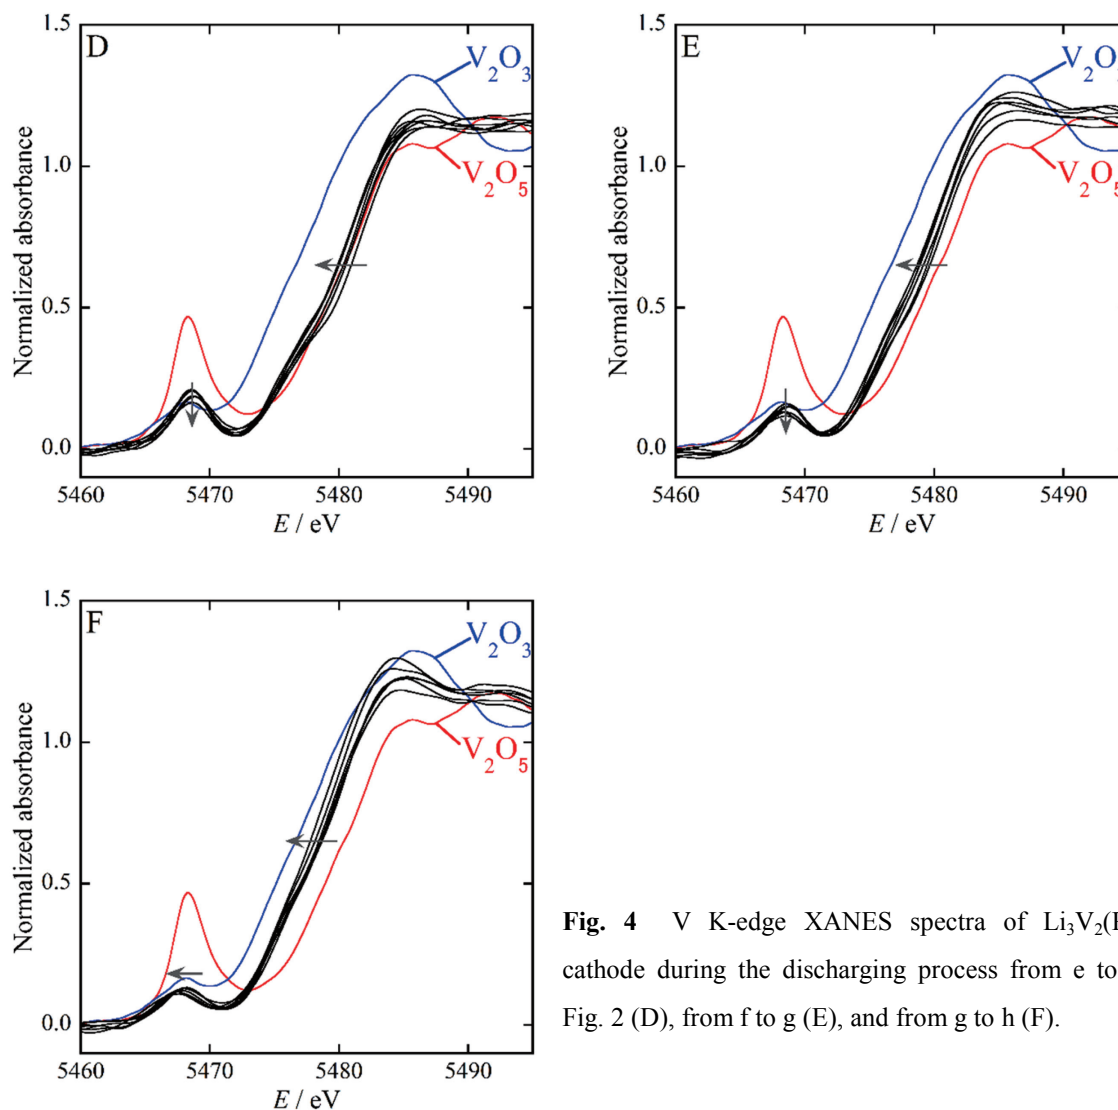 1.5
D
V₂O₃
1.0
V₂O₅
0.5
0.0
Normalized absorbance
5460 5470 5480 5490
E / eV
1.5
E
V₂O
1.0
V₂O₅
0.5
0.0
Normalized absorbance
5460 5470 5480 5490
E / eV
1.5
F
V₂O₃
1.0
V₂O₅
0.5
0.0
Normalized absorbance
5460 5470 5480 5490
E / eV
Fig. 4 V K-edge XANES spectra of Li₃V₂(
cathode during the discharging process from e to
Fig. 2 (D), from f to g (E), and from g to h (F).